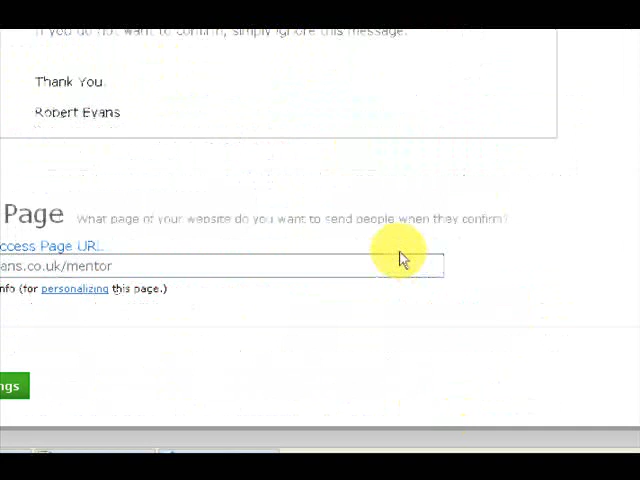 If you do not want to confirm, simply ignore this message.
Thank You.
Robert Evans
Page What page of your website do you want to send people when they confirm?
ccess Page URL
ans.co.uk/mentor
nfo (for personalizing this page.)
ngs